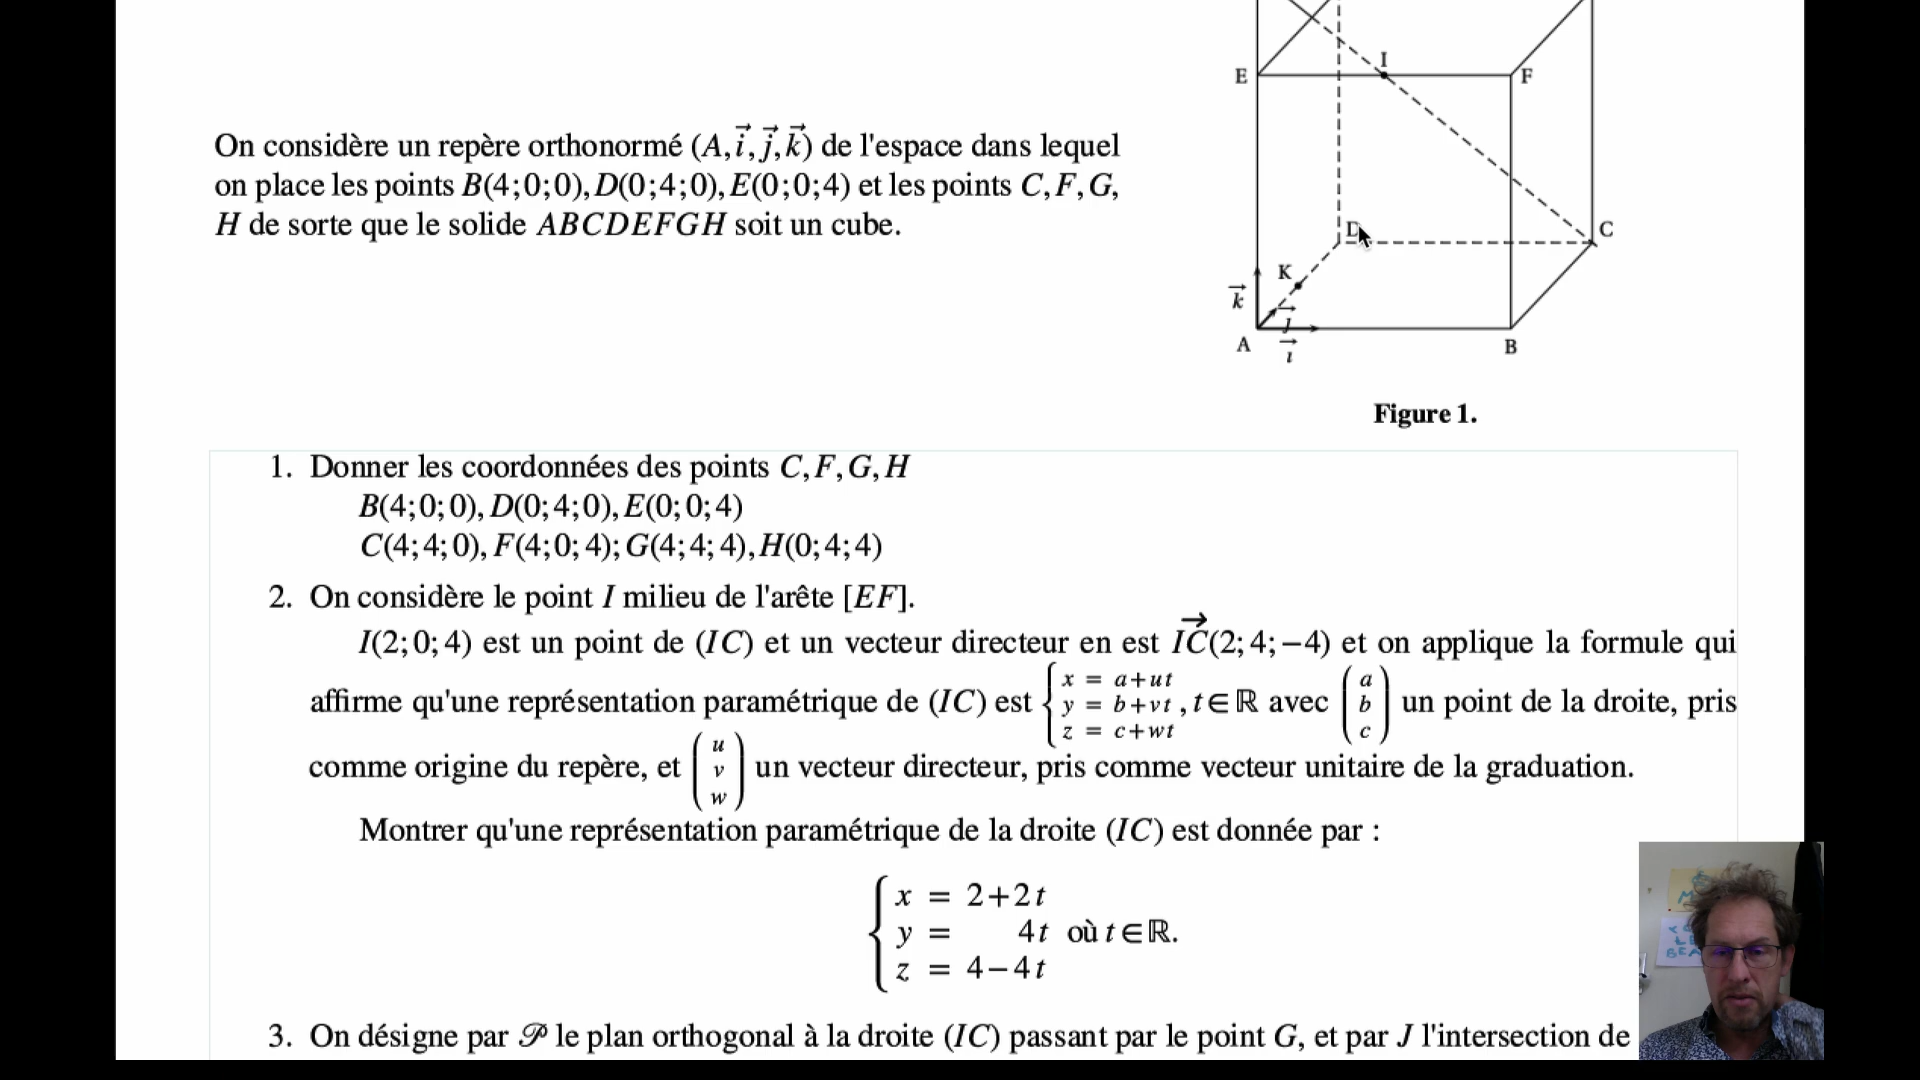 I
E
F
On considère un repère orthonormé (A, i⃗, j⃗, k⃗) de l'espace dans lequel
on place les points B(4;0;0), D(0;4;0), E(0;0;4) et les points C, F, G,
H de sorte que le solide ABCDEFGH soit un cube.
D
C
K
k⃗
j⃗
A
i⃗
B
Figure 1.
1. Donner les coordonnées des points C, F, G, H
B(4;0;0), D(0;4;0), E(0;0;4)
C(4;4;0), F(4;0;4); G(4;4;4), H(0;4;4)
2. On considère le point I milieu de l'arête [EF].
I(2;0;4) est un point de (IC) et un vecteur directeur en est IC⃗(2;4;−4) et on applique la formule qui
affirme qu'une représentation paramétrique de (IC) est { x = a+ut y = b+vt z = c+wt , t∈ℝ avec (a b c) un point de la droite, pris
comme origine du repère, et (u v w) un vecteur directeur, pris comme vecteur unitaire de la graduation.
Montrer qu'une représentation paramétrique de la droite (IC) est donnée par :
x = 2+2t
y = 4t où t∈ℝ.
z = 4−4t
3. On désigne par 𝒫 le plan orthogonal à la droite (IC) passant par le point G, et par J l'intersection de